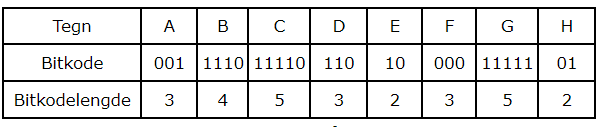 Tegn A B C D E F G H
Bitkode 001 1110 11110 110 10 000 11111 01
Bitkodelengde 3 4 5 3 2 3 5 2